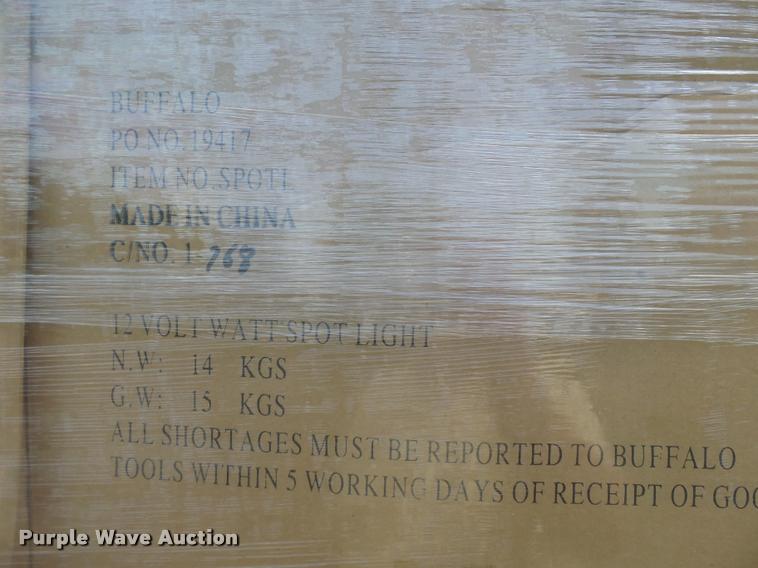 BUFFALO
PO NO.19417
ITEM NO.SPOTL
MADE IN CHINA
C/NO. 1-768
12 VOLT WATT SPOT LIGHT
N.W: 14 KGS
G.W: 15 KGS
ALL SHORTAGES MUST BE REPORTED TO BUFFALO
TOOLS WITHIN 5 WORKING DAYS OF RECEIPT OF GOO
Purple Wave Auction